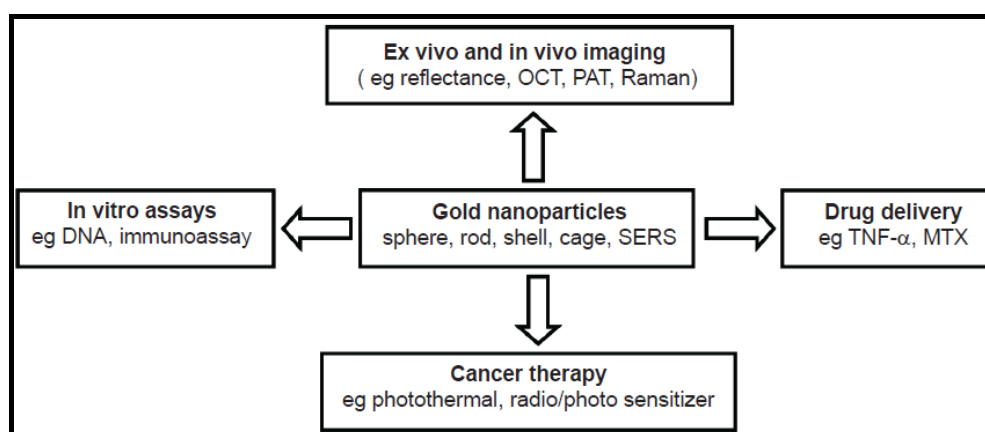 Ex vivo and in vivo imaging
( eg reflectance, OCT, PAT, Raman)
In vitro assays
eg DNA, immunoassay
Gold nanoparticles
sphere, rod, shell, cage, SERS
Drug delivery
eg TNF-α, MTX
Cancer therapy
eg photothermal, radio/photo sensitizer